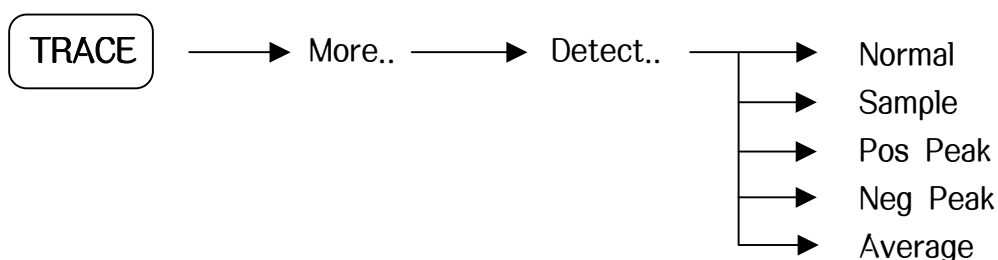 TRACE More.. Detect.. Normal
Sample
Pos Peak
Neg Peak
Average